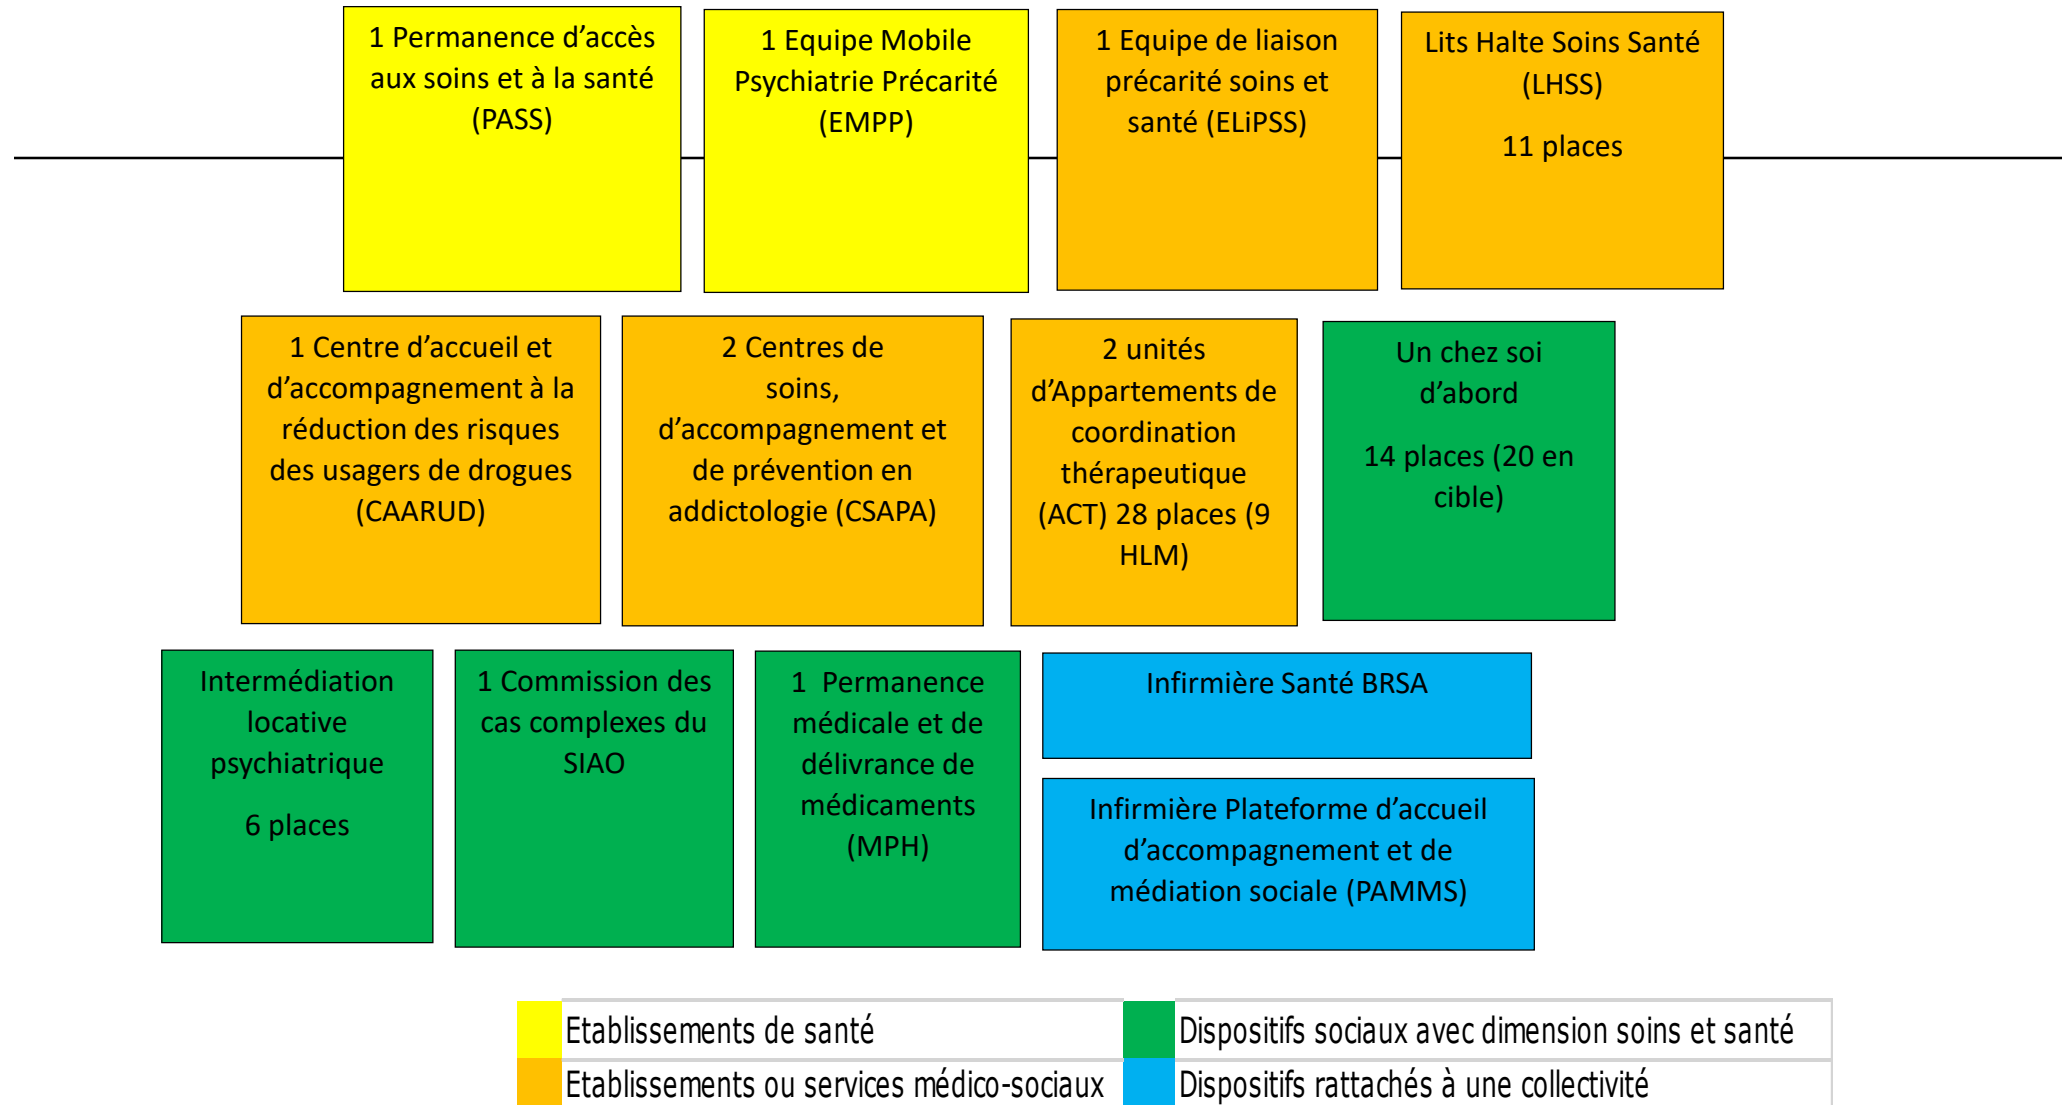 1 Permanence d’accès
aux soins et à la santé
(PASS)
1 Equipe Mobile
Psychiatrie Précarité
(EMPP)
1 Equipe de liaison
précarité soins et
santé (ELiPSS)
Lits Halte Soins Santé
(LHSS)
11 places
1 Centre d’accueil et
d’accompagnement à la
réduction des risques
des usagers de drogues
(CAARUD)
2 Centres de
soins,
d’accompagnement et
de prévention en
addictologie (CSAPA)
2 unités
d’Appartements de
coordination
thérapeutique
(ACT) 28 places (9
HLM)
Un chez soi
d’abord
14 places (20 en
cible)
Intermédiation
locative
psychiatrique
6 places
1 Commission des
cas complexes du
SIAO
1 Permanence
médicale et de
délivrance de
médicaments
(MPH)
Infirmière Santé BRSA
Infirmière Plateforme d’accueil
d’accompagnement et de
médiation sociale (PAMMS)
Etablissements de santé
Dispositifs sociaux avec dimension soins et santé
Etablissements ou services médico-sociaux
Dispositifs rattachés à une collectivité